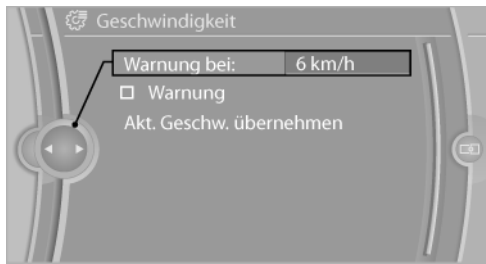 Geschwindigkeit
Warnung bei: 6 km/h
Warnung
Akt. Geschw. übernehmen